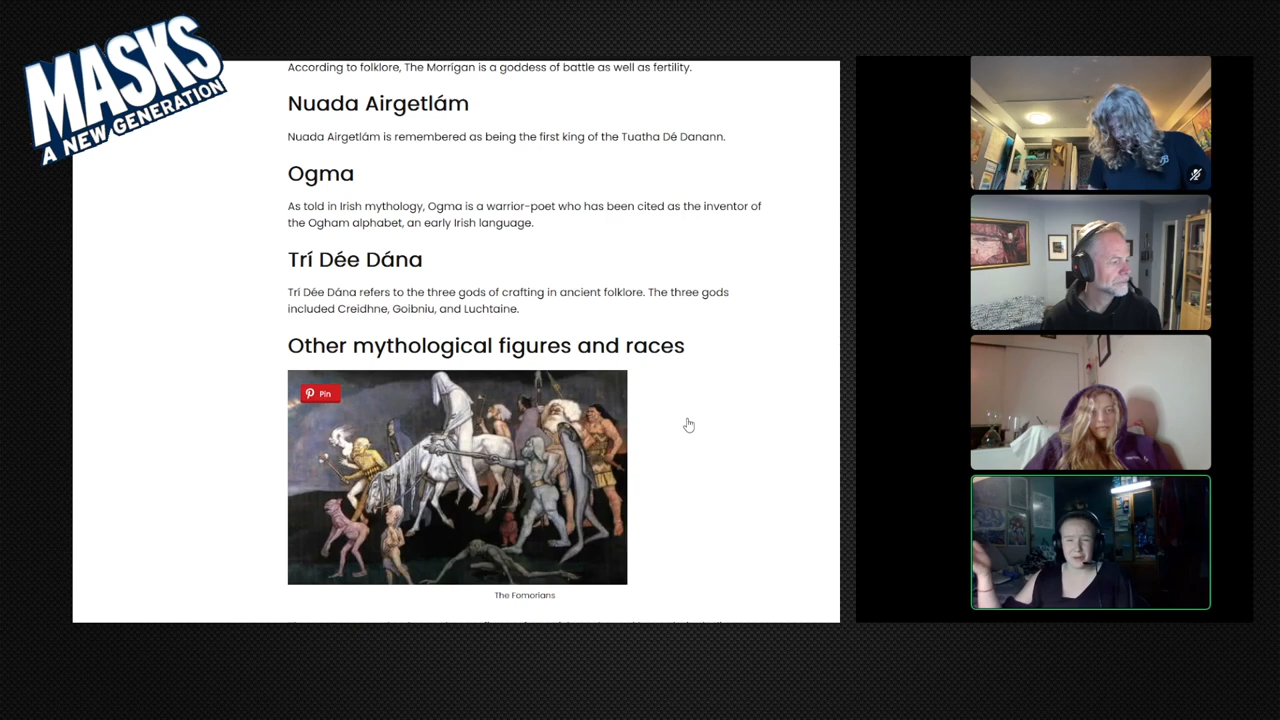 MASKS
A NEW GENERATION
According to folklore, The Morrigan is a goddess of battle as well as fertility.
Nuada Airgetlám
Nuada Airgetlám is remembered as being the first king of the Tuatha Dé Danann.
Ogma
As told in Irish mythology, Ogma is a warrior-poet who has been cited as the inventor of
the Ogham alphabet, an early Irish language.
Trí Dée Dána
Trí Dée Dána refers to the three gods of crafting in ancient folklore. The three gods
included Creidhne, Goibniu, and Luchtaine.
Other mythological figures and races
Pin
The Fomorians